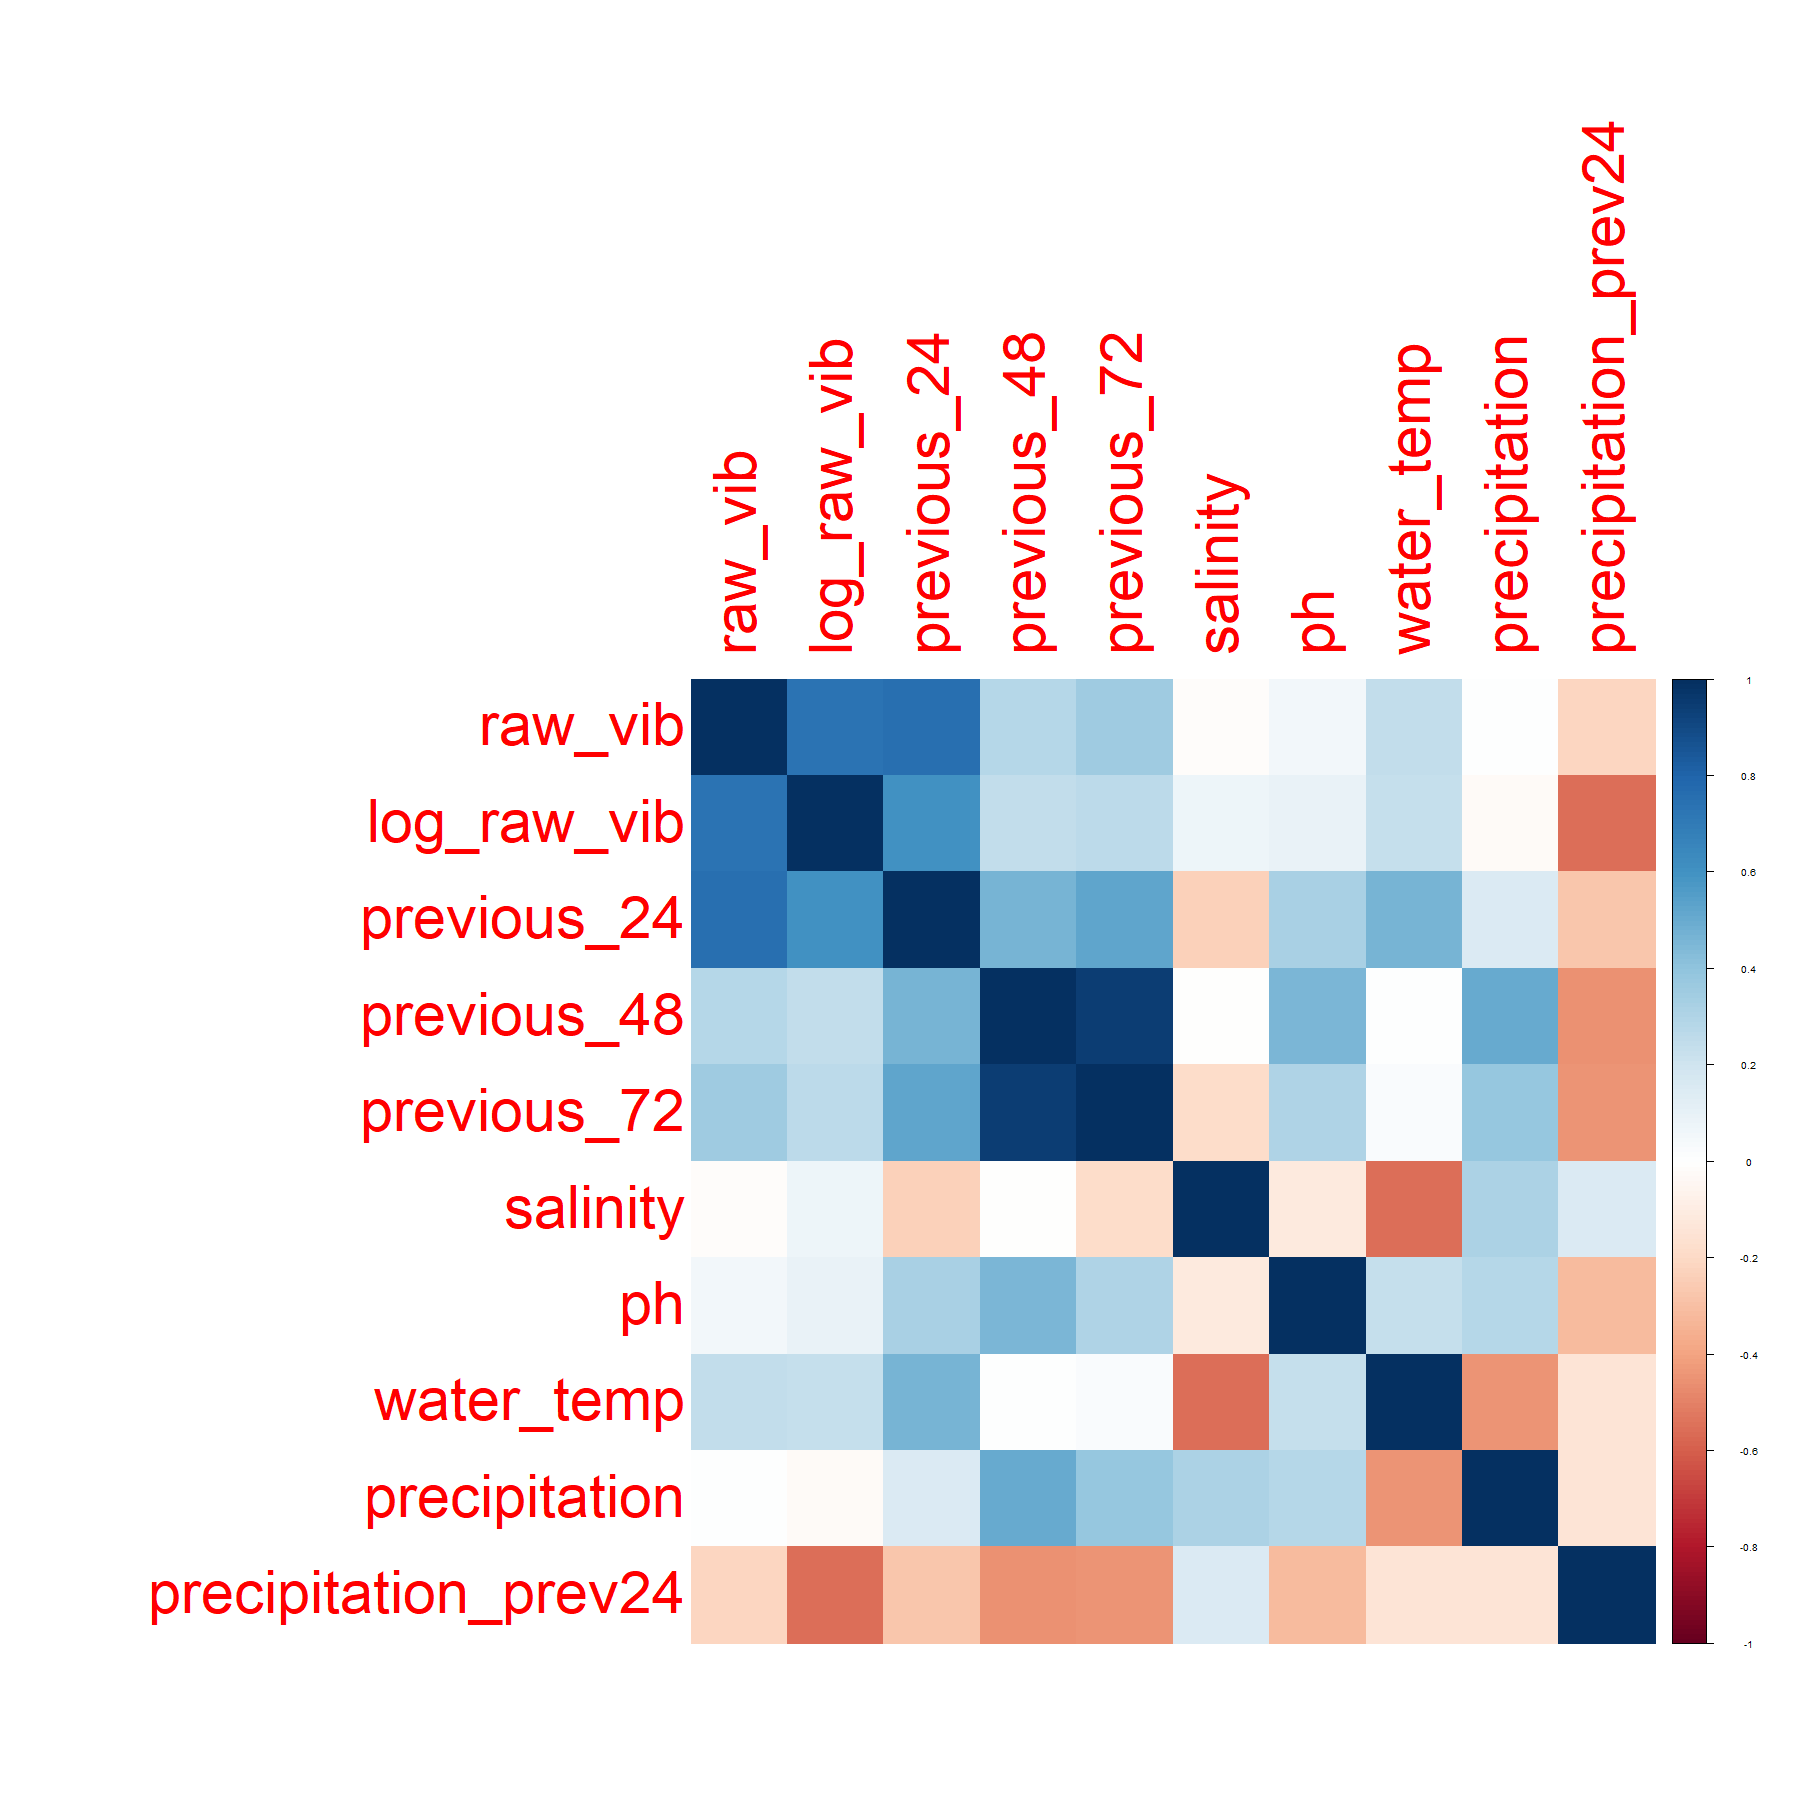 raw_vib
log_raw_vib
previous_24
previous_48
previous_72
salinity
ph
water_temp
precipitation
precipitation_prev24
raw_vib
log_raw_vib
previous_24
previous_48
previous_72
salinity
ph
water_temp
precipitation
precipitation_prev24
1
0.8
0.6
0.4
0.2
0
-0.2
-0.4
-0.6
-0.8
-1